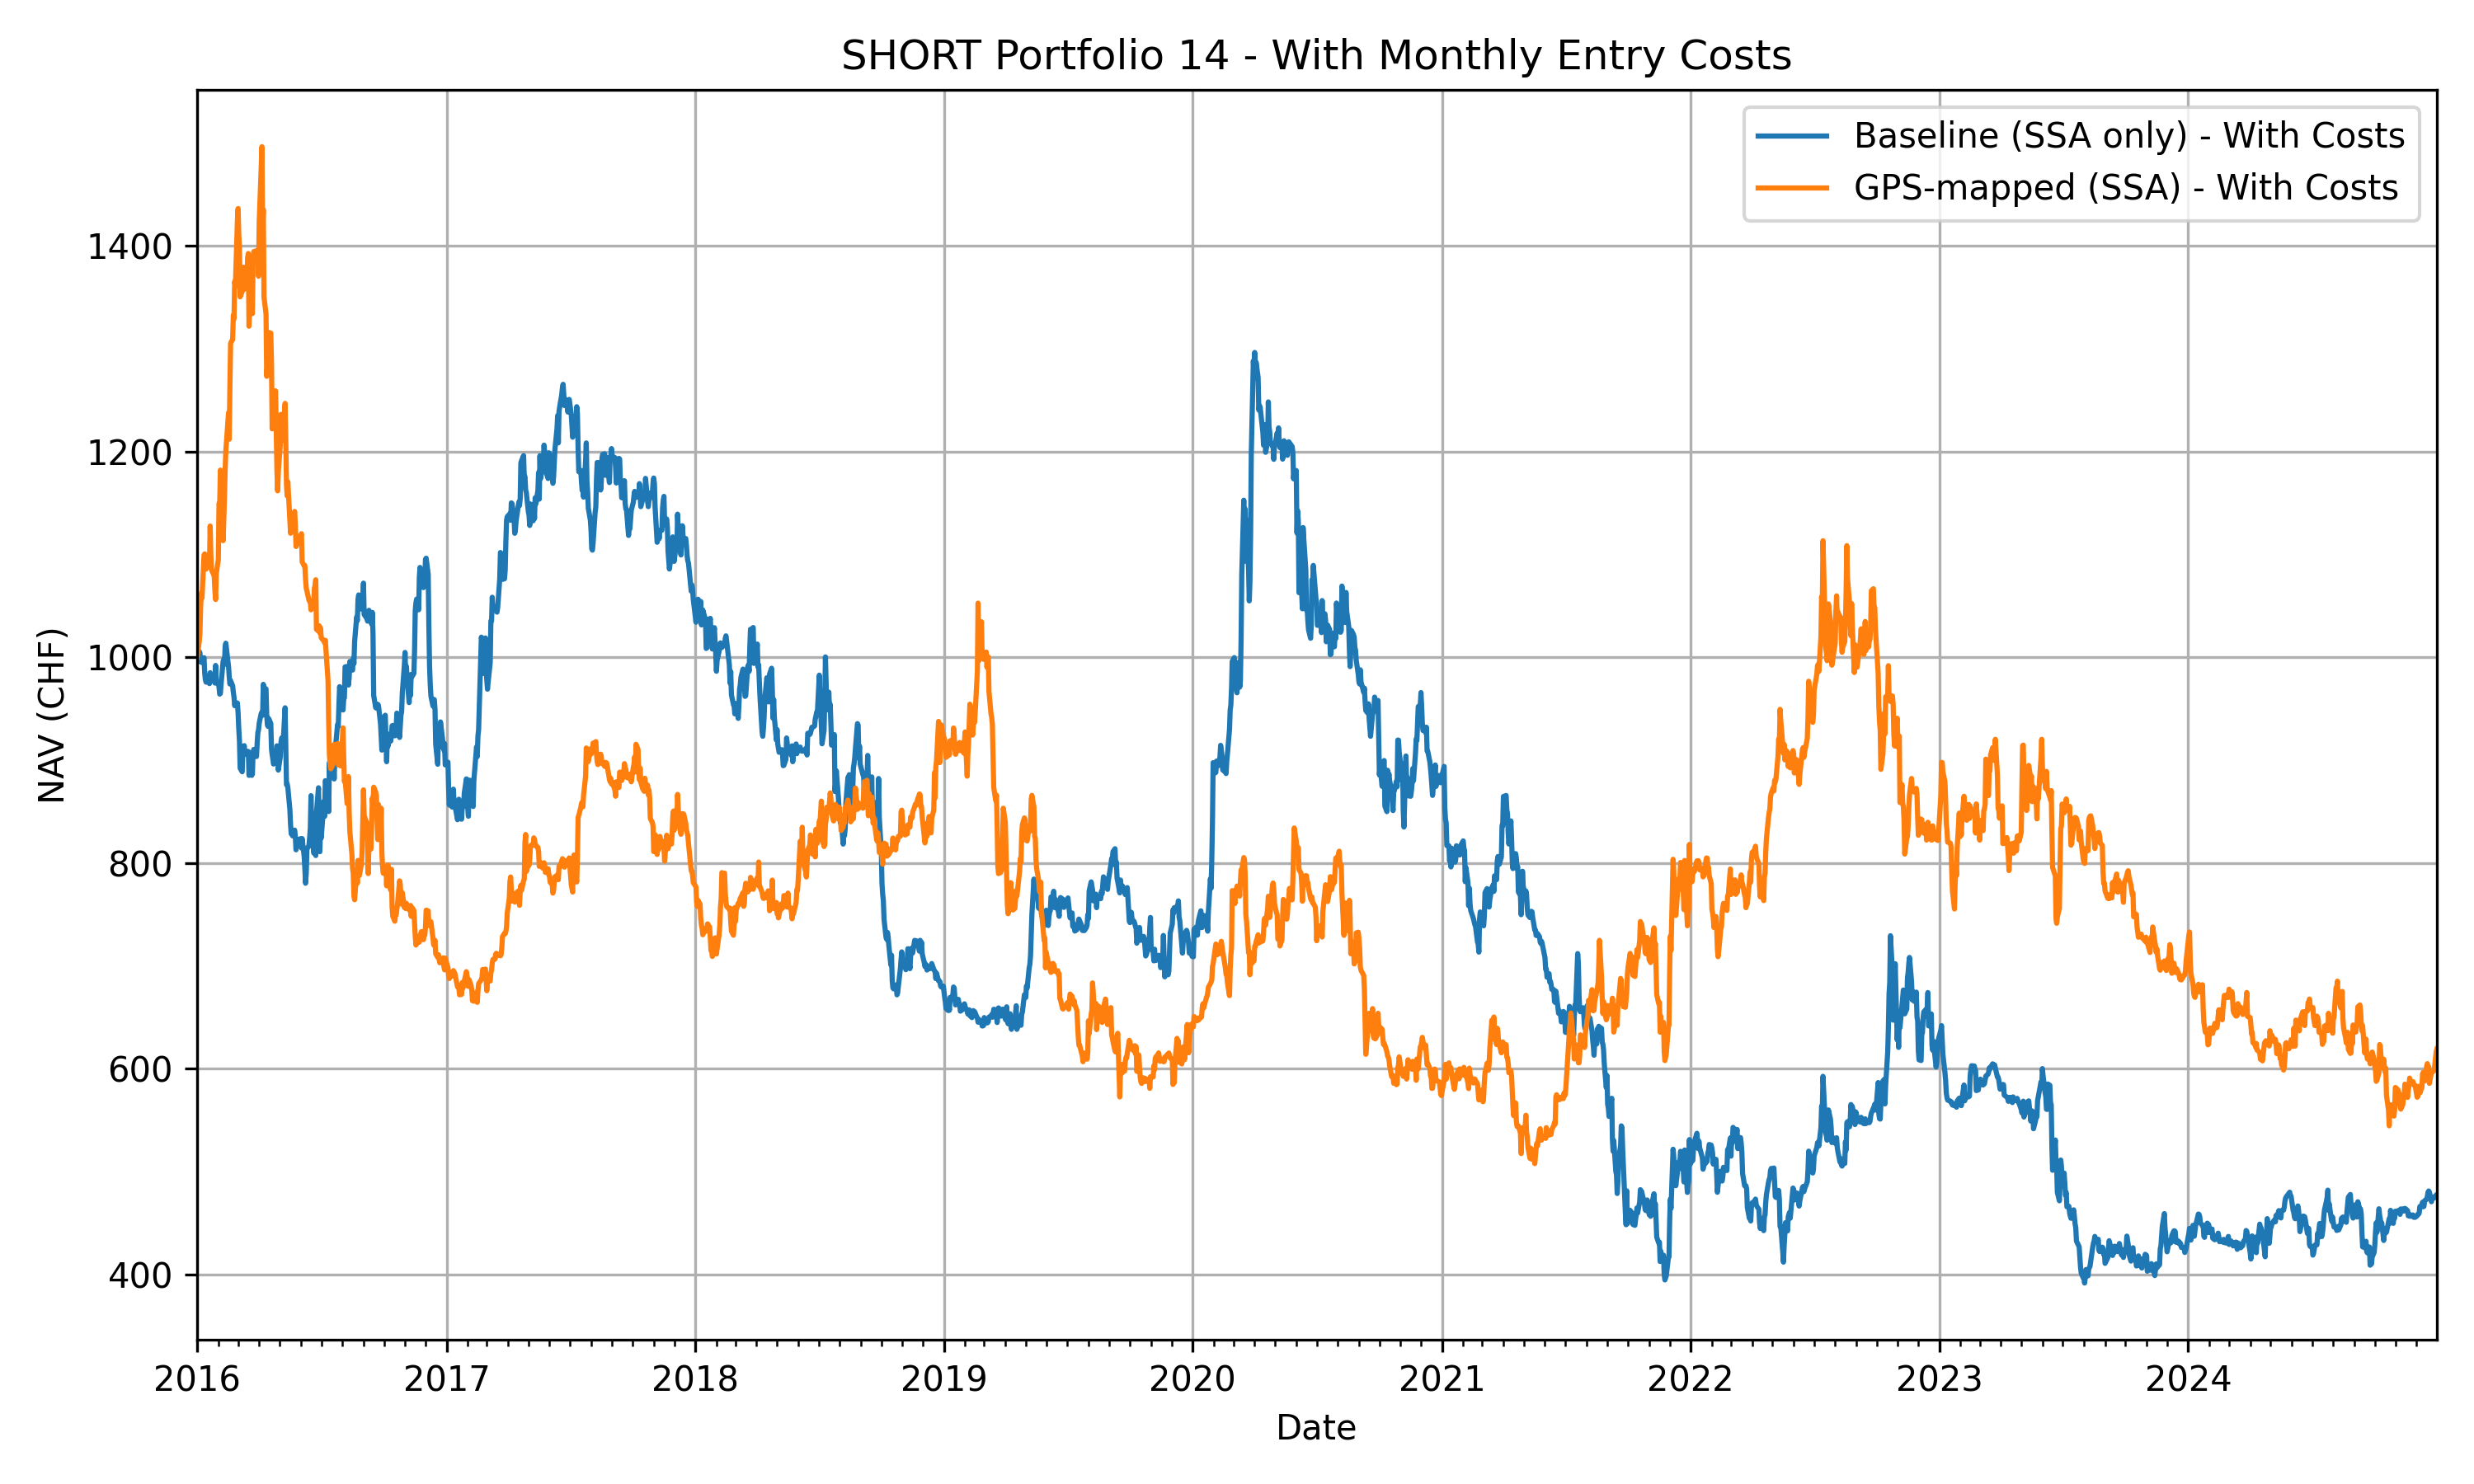 SHORT Portfolio 14 - With Monthly Entry Costs
Baseline (SSA only) - With Costs
GPS-mapped (SSA) - With Costs
NAV (CHF)
1400
1200
1000
800
600
400
2016 2017 2018 2019 2020 2021 2022 2023 2024
Date